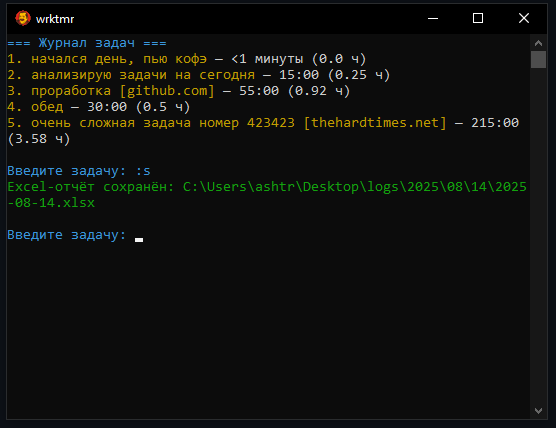 wrktmr
=== Журнал задач ===
1. начался день, пью кофэ — <1 минуты (0.0 ч)
2. анализирую задачи на сегодня — 15:00 (0.25 ч)
3. проработка [github.com] — 55:00 (0.92 ч)
4. обед — 30:00 (0.5 ч)
5. очень сложная задача номер 423423 [thehardtimes.net] — 215:00
(3.58 ч)
Введите задачу: :s
Excel-отчёт сохранён: C:\Users\ashtr\Desktop\logs\2025\08\14\2025
-08-14.xlsx
Введите задачу: